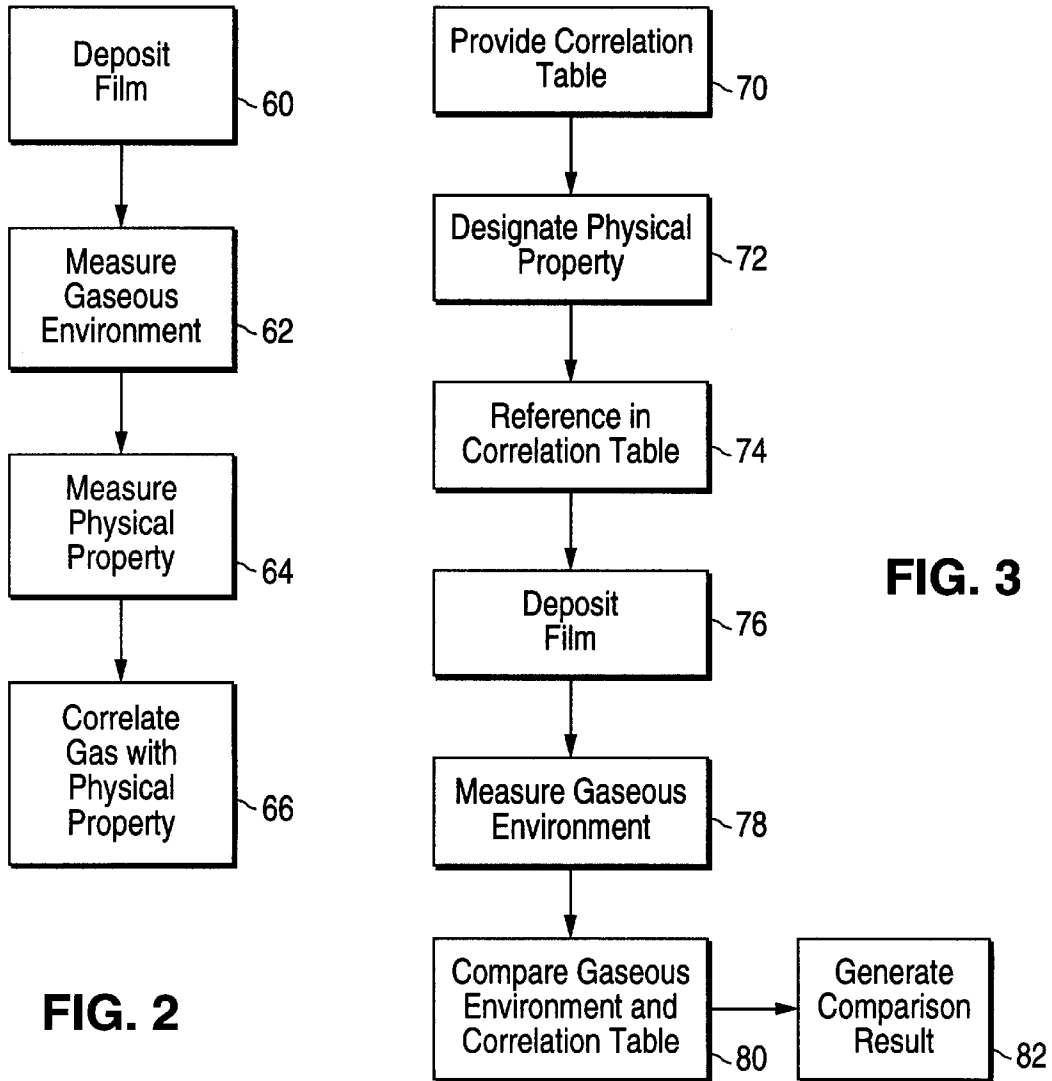 Deposit
Film
60
Measure
Gaseous
Environment
62
Measure
Physical
Property
64
Correlate
Gas with
Physical
Property
66
FIG. 2
Provide Correlation
Table
70
Designate Physical
Property
72
Reference in
Correlation Table
74
Deposit
Film
76
Measure Gaseous
Environment
78
Compare Gaseous
Environment and
Correlation Table
80
Generate
Comparison
Result
82
FIG. 3